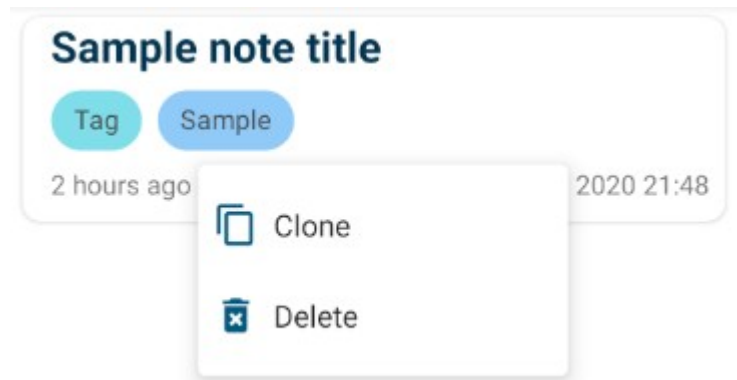 Sample note title
Tag Sample
2 hours ago 2020 21:48
Clone
Delete